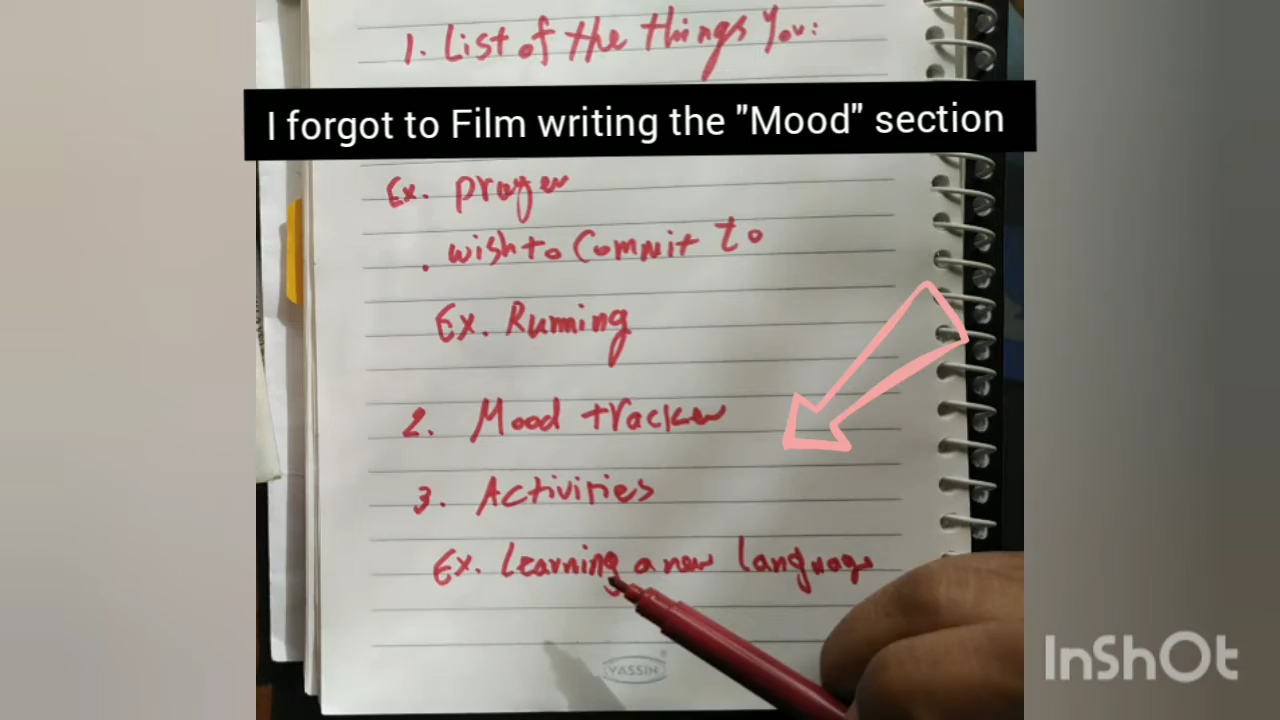 1. List of the things you:
I forgot to Film writing the "Mood" section
Ex. prayer
. wish to Commit to
Ex. Running
2. Mood tracker
3. Activities
Ex. Learning a new language
YASSIN
InShOt